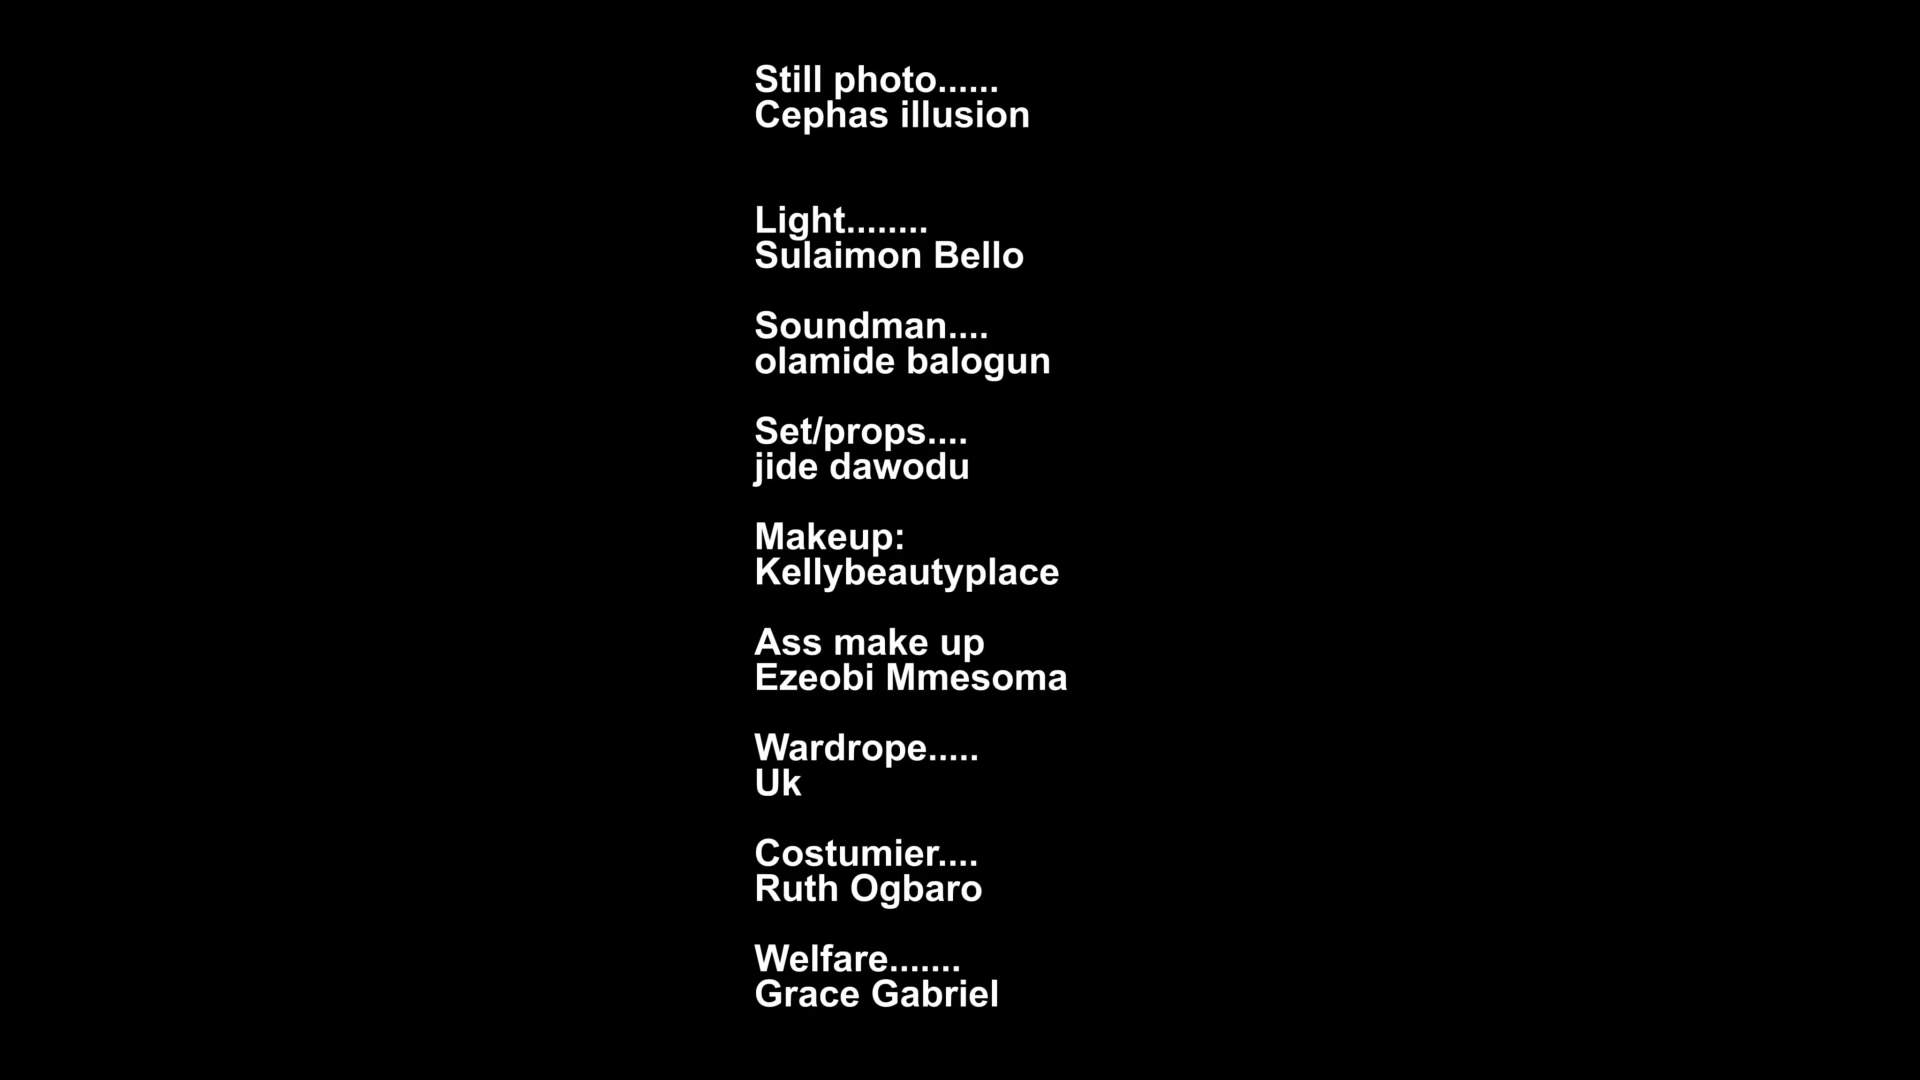 Still photo......
Cephas illusion
Light........
Sulaimon Bello
Soundman....
olamide balogun
Set/props....
jide dawodu
Makeup:
Kellybeautyplace
Ass make up
Ezeobi Mmesoma
Wardrope.....
Uk
Costumier....
Ruth Ogbaro
Welfare.......
Grace Gabriel